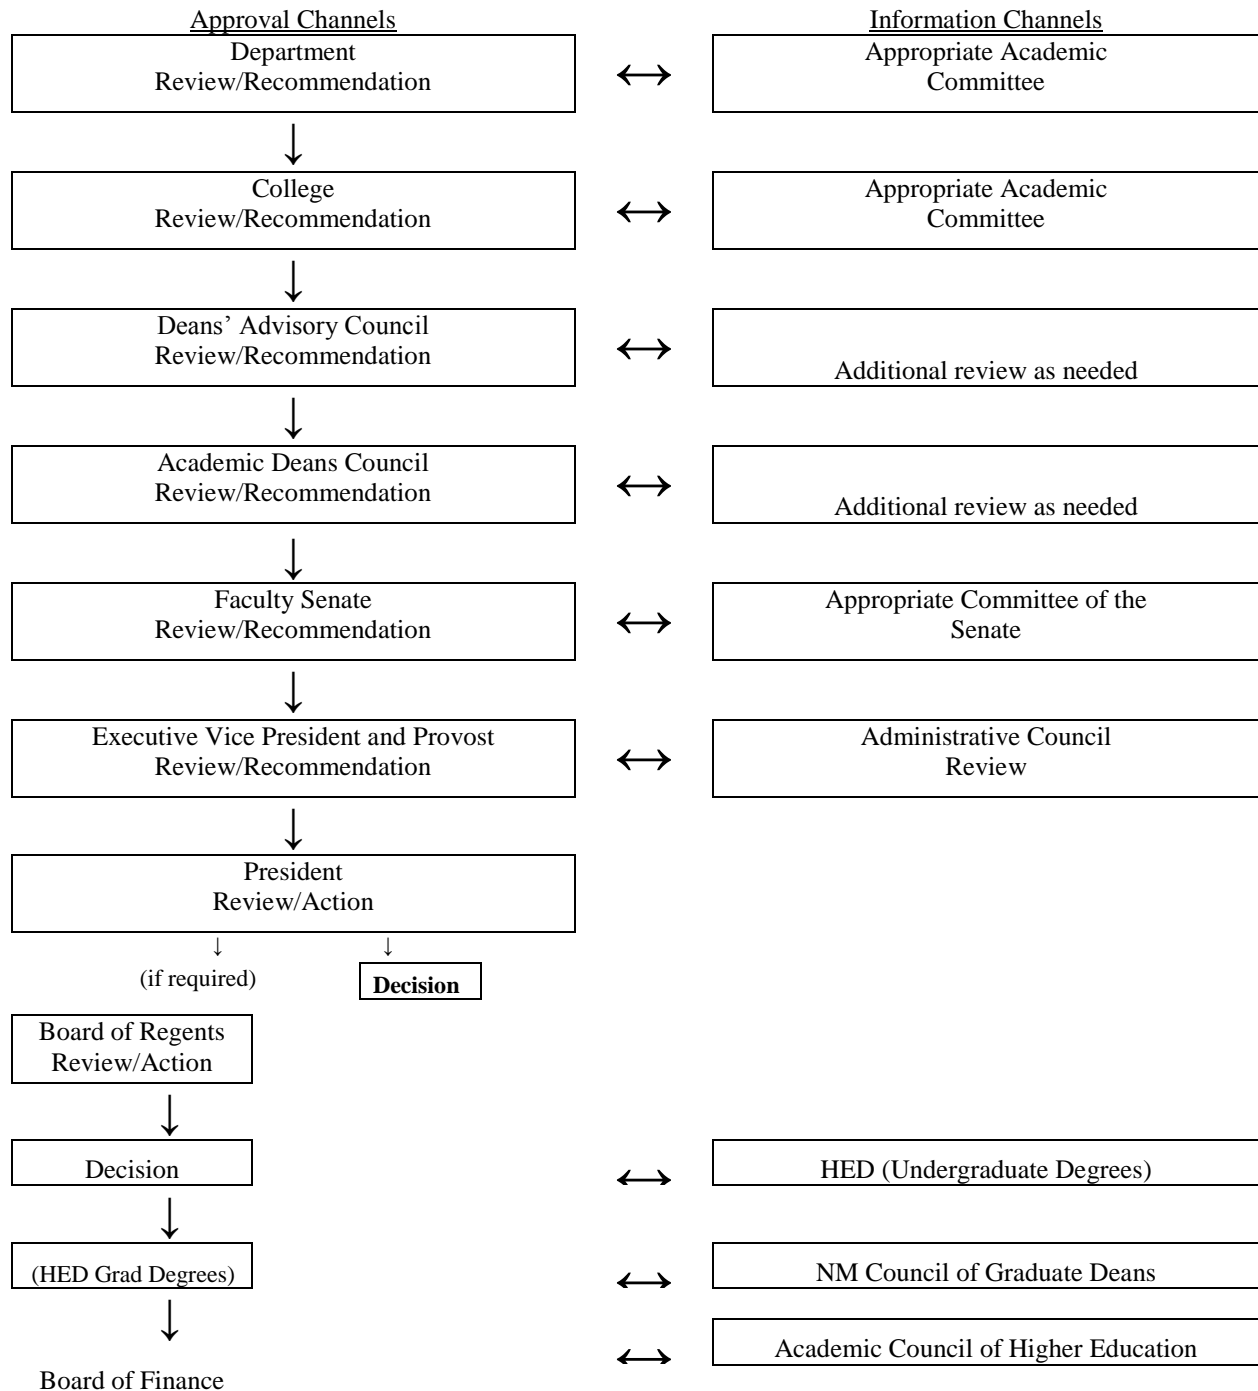 Approval Channels
Information Channels
Department
Review/Recommendation
Appropriate Academic
Committee
College
Review/Recommendation
Appropriate Academic
Committee
Deans’ Advisory Council
Review/Recommendation
Additional review as needed
Academic Deans Council
Review/Recommendation
Additional review as needed
Faculty Senate
Review/Recommendation
Appropriate Committee of the
Senate
Executive Vice President and Provost
Review/Recommendation
Administrative Council
Review
President
Review/Action
(if required)
Decision
Board of Regents
Review/Action
Decision
HED (Undergraduate Degrees)
(HED Grad Degrees)
NM Council of Graduate Deans
Academic Council of Higher Education
Board of Finance